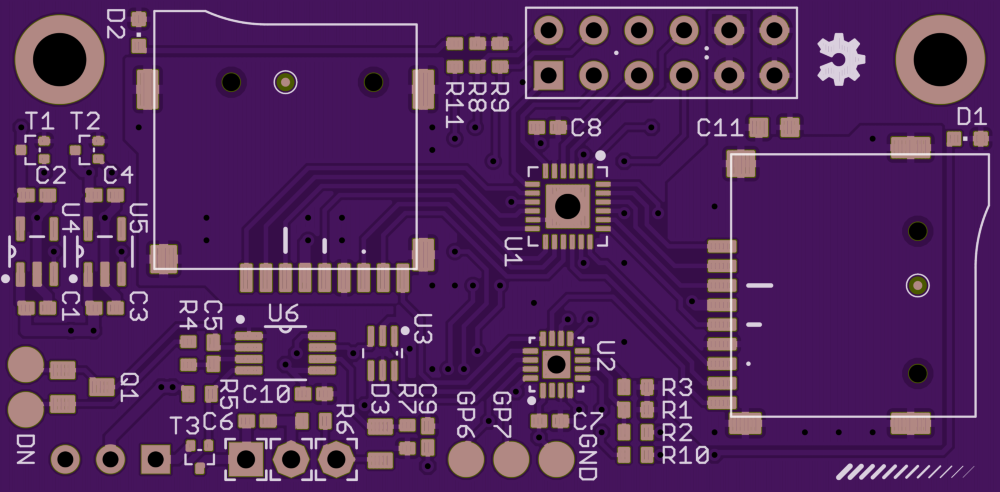 D2
R11
R8
R9
C8
C11
D1
T1
T2
C2
C4
U4
U5
U1
C1
C3
R4
C5
U6
U3
U2
Q1
R5
C10
D3
R7
C9
GP6
GP7
R3
R1
R2
R10
T3
C6
R6
C7
GND
DN